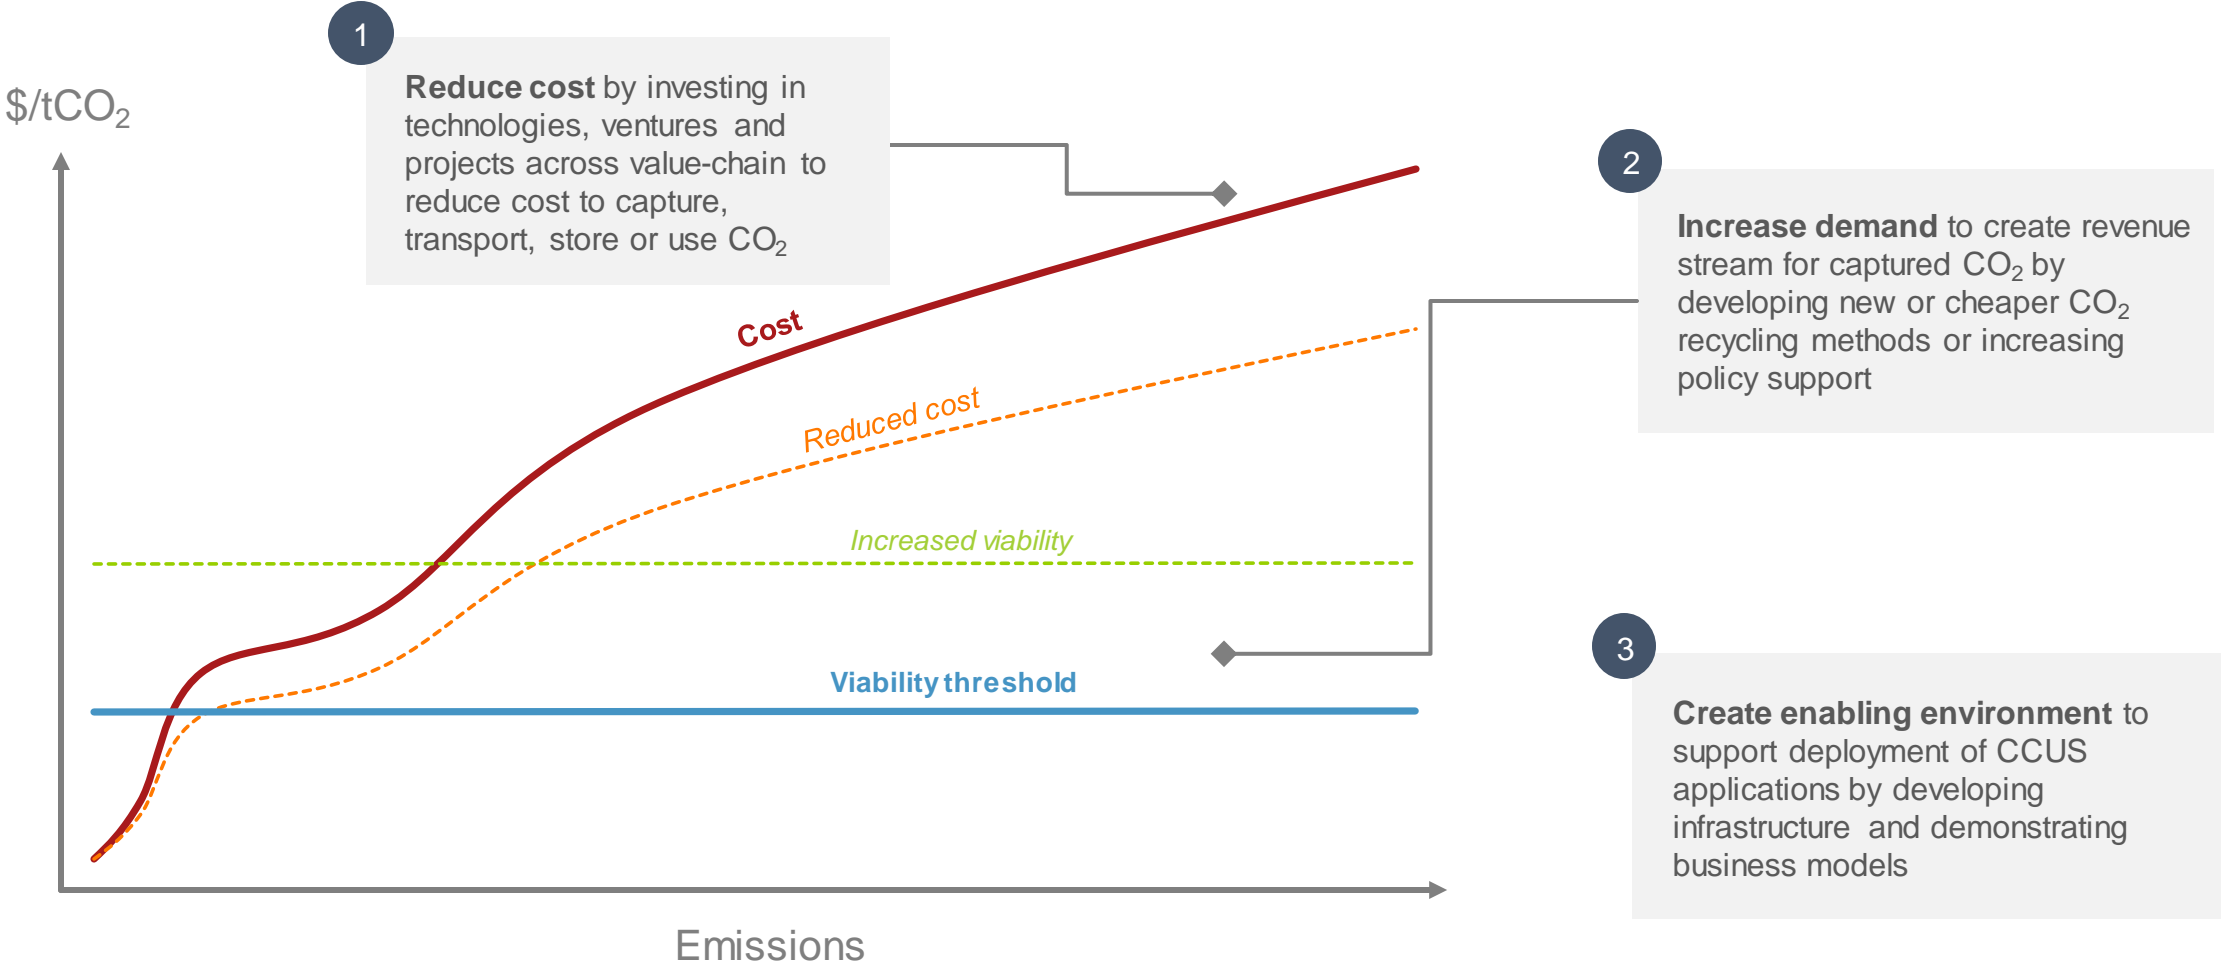 1
Reduce cost by investing in
technologies, ventures and
projects across value-chain to
reduce cost to capture,
transport, store or use CO₂
$/tCO₂
2
Increase demand to create revenue
stream for captured CO₂ by
developing new or cheaper CO₂
recycling methods or increasing
policy support
Cost
Reduced cost
Increased viability
Viability threshold
3
Create enabling environment to
support deployment of CCUS
applications by developing
infrastructure and demonstrating
business models
Emissions